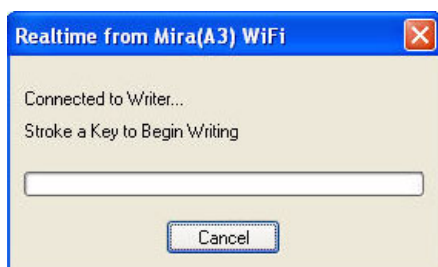 Realtime from Mira(A3) WiFi
Connected to Writer...
Stroke a Key to Begin Writing
Cancel